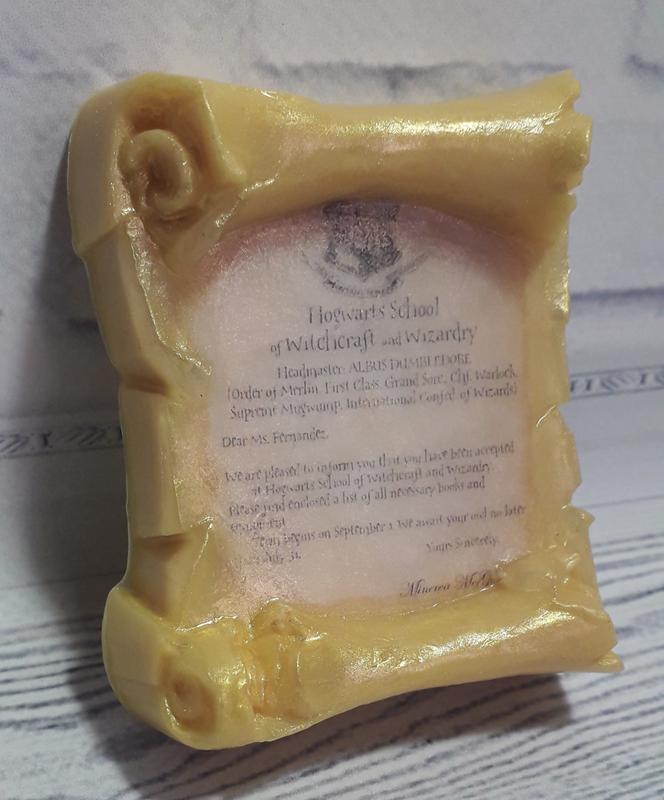 Hogwarts School
of Witchcraft and Wizardry
Headmaster: ALBUS DUMBLEDORE
(Order of Merlin, First Class, Grand Sorc., Chf. Warlock,
Supreme Mugwump, International Confed. of Wizards)
Dear Ms. Fernandez,
We are pleased to inform you that you have been accepted
at Hogwarts School of Witchcraft and Wizardry.
Please find enclosed a list of all necessary books and
equipment
Term begins on September 1. We await your owl no later
July 31.
Yours Sincerely,
Minerva